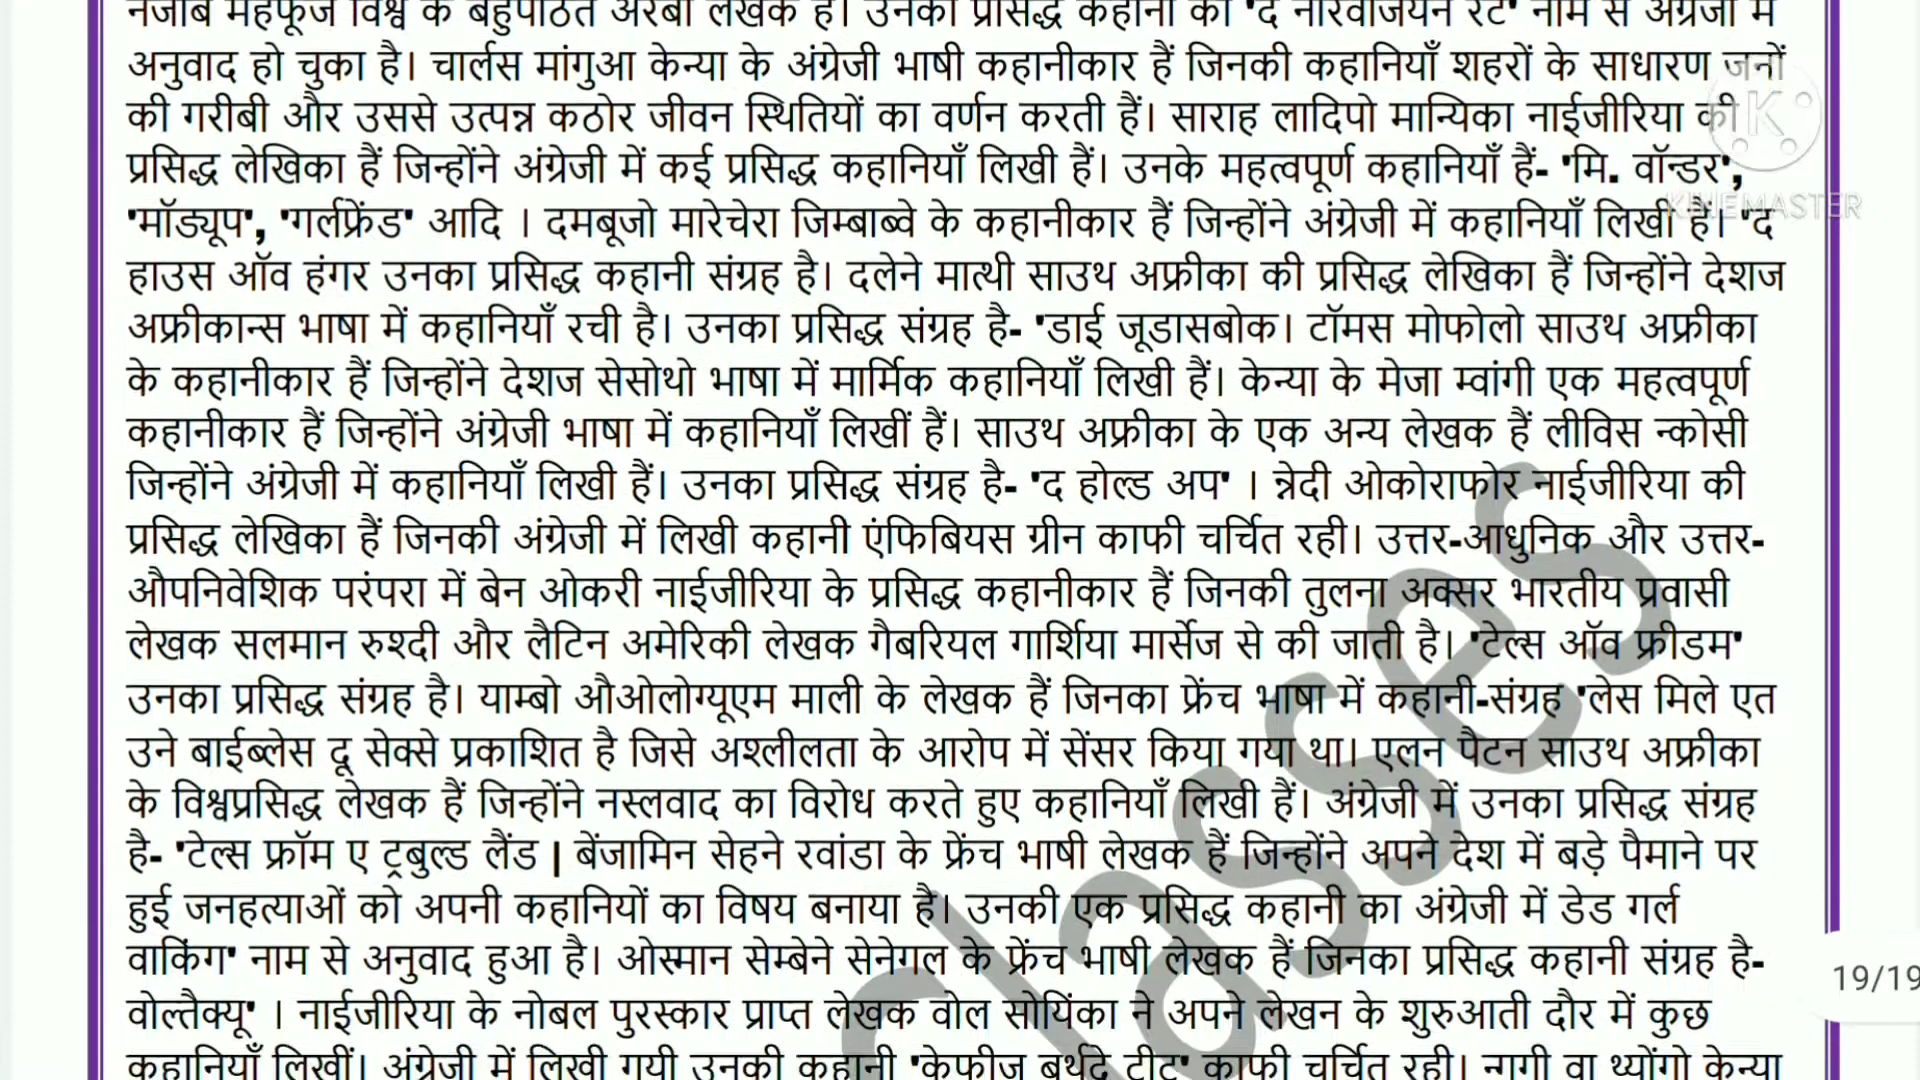 नजीब महफूज विश्व के बहुपठित अरबी लेखक हैं। उनकी प्रसिद्ध कहानी का 'द नारवेजियन रैट' नाम से अंग्रेजी में
अनुवाद हो चुका है। चार्लस मांगुआ केन्या के अंग्रेजी भाषी कहानीकार हैं जिनकी कहानियाँ शहरों के साधारण जनों
की गरीबी और उससे उत्पन्न कठोर जीवन स्थितियों का वर्णन करती हैं। साराह लादिपो मान्यिका नाईजीरिया की
प्रसिद्ध लेखिका हैं जिन्होंने अंग्रेजी में कई प्रसिद्ध कहानियाँ लिखी हैं। उनके महत्वपूर्ण कहानियाँ हैं- 'मि. वॉन्डर',
'मॉड्यूप', 'गर्लफ्रेंड' आदि । दमबूजो मारेचेरा जिम्बाब्वे के कहानीकार हैं जिन्होंने अंग्रेजी में कहानियाँ लिखी हैं। 'द
हाउस ऑव हंगर उनका प्रसिद्ध कहानी संग्रह है। दलेने मात्थी साउथ अफ्रीका की प्रसिद्ध लेखिका हैं जिन्होंने देशज
अफ्रीकान्स भाषा में कहानियाँ रची है। उनका प्रसिद्ध संग्रह है- 'डाई जूडासबोक। टॉमस मोफोलो साउथ अफ्रीका
के कहानीकार हैं जिन्होंने देशज सेसोथो भाषा में मार्मिक कहानियाँ लिखी हैं। केन्या के मेजा म्वांगी एक महत्वपूर्ण
कहानीकार हैं जिन्होंने अंग्रेजी भाषा में कहानियाँ लिखीं हैं। साउथ अफ्रीका के एक अन्य लेखक हैं लीविस न्कोसी
जिन्होंने अंग्रेजी में कहानियाँ लिखी हैं। उनका प्रसिद्ध संग्रह है- 'द होल्ड अप' । न्नेदी ओकोराफोर नाईजीरिया की
प्रसिद्ध लेखिका हैं जिनकी अंग्रेजी में लिखी कहानी एंफिबियस ग्रीन काफी चर्चित रही। उत्तर-आधुनिक और उत्तर-
औपनिवेशिक परंपरा में बेन ओकरी नाईजीरिया के प्रसिद्ध कहानीकार हैं जिनकी तुलना अक्सर भारतीय प्रवासी
लेखक सलमान रुश्दी और लैटिन अमेरिकी लेखक गैबरियल गार्शिया मार्सेज से की जाती है। 'टेल्स ऑव फ्रीडम'
उनका प्रसिद्ध संग्रह है। याम्बो औओलोग्यूएम माली के लेखक हैं जिनका फ्रेंच भाषा में कहानी-संग्रह 'लेस मिले एत
उने बाईब्लेस दू सेक्से प्रकाशित है जिसे अश्लीलता के आरोप में सेंसर किया गया था। एलन पैटन साउथ अफ्रीका
के विश्वप्रसिद्ध लेखक हैं जिन्होंने नस्लवाद का विरोध करते हुए कहानियाँ लिखी हैं। अंग्रेजी में उनका प्रसिद्ध संग्रह
है- 'टेल्स फ्रॉम ए ट्रबुल्ड लैंड | बेंजामिन सेहने रवांडा के फ्रेंच भाषी लेखक हैं जिन्होंने अपने देश में बड़े पैमाने पर
हुई जनहत्याओं को अपनी कहानियों का विषय बनाया है। उनकी एक प्रसिद्ध कहानी का अंग्रेजी में डेड गर्ल
वाकिंग' नाम से अनुवाद हुआ है। ओस्मान सेम्बेने सेनेगल के फ्रेंच भाषी लेखक हैं जिनका प्रसिद्ध कहानी संग्रह है-
वोल्तैक्यू' । नाईजीरिया के नोबल पुरस्कार प्राप्त लेखक वोल सोयिंका ने अपने लेखन के शुरुआती दौर में कुछ
कहानियाँ लिखीं। अंग्रेजी में लिखी गयी उनकी कहानी 'केफीज बर्थदे टीट' काफी चर्चित रही। न्गुगी वा थ्योंगो केन्या
K
KINEMASTER
Classes
19/19